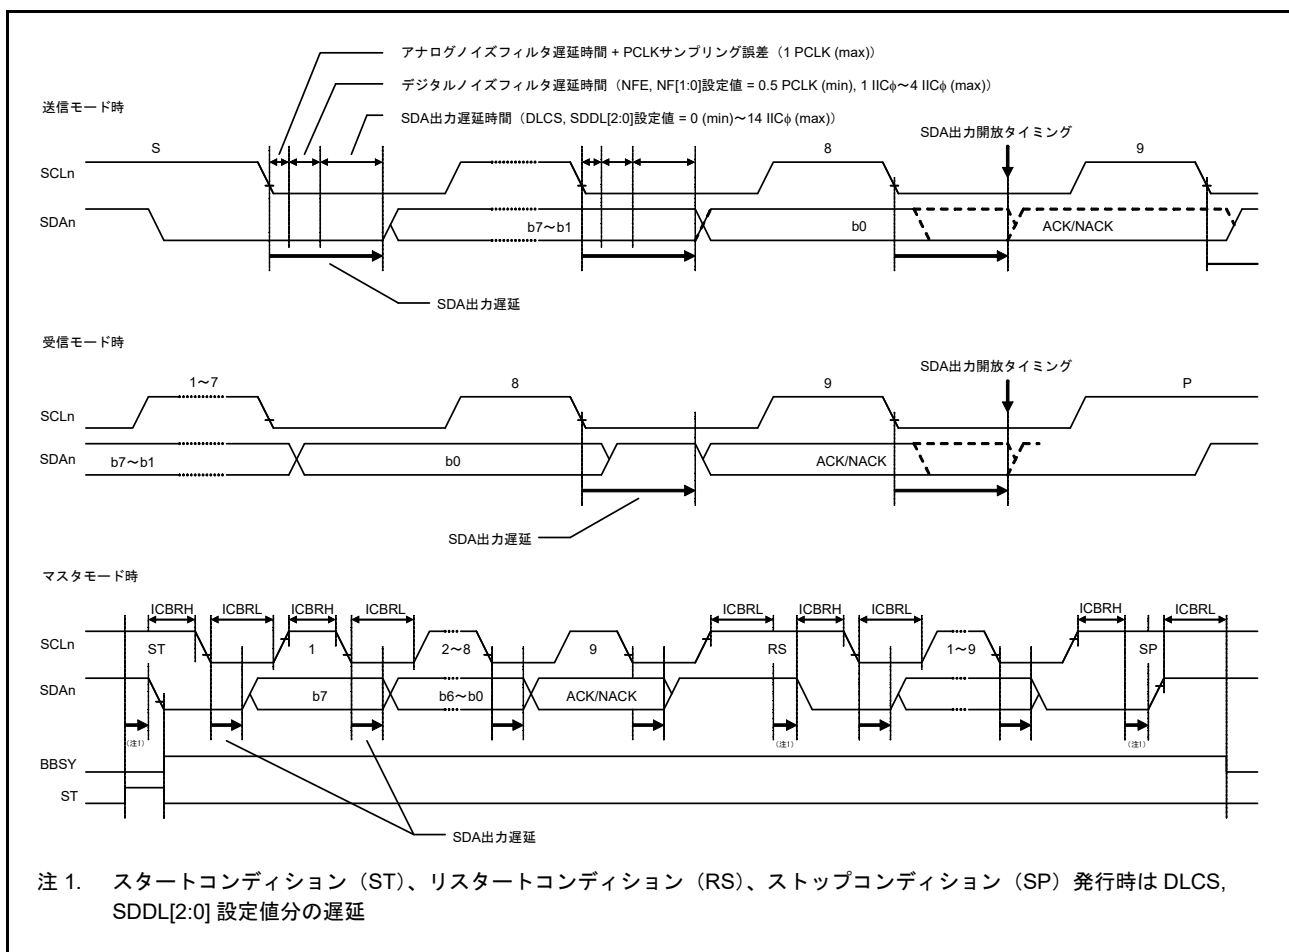 アナログノイズフィルタ遅延時間 + PCLKサンプリング誤差（1 PCLK (max)）
デジタルノイズフィルタ遅延時間（NFE, NF[1:0]設定値 = 0.5 PCLK (min), 1 IICφ～4 IICφ (max)）
送信モード時
SDA出力遅延時間（DLCS, SDDL[2:0]設定値 = 0 (min)～14 IICφ (max)）
SDA出力開放タイミング
S 8 9
SCLn
SDAn
b7～b1 b0 ACK/NACK
SDA出力遅延
受信モード時
SDA出力開放タイミング
1～7 8 9 P
SCLn
SDAn
b7～b1 b0 ACK/NACK
SDA出力遅延
マスタモード時
ICBRH ICBRL ICBRH ICBRL ICBRL ICBRH ICBRL ICBRH ICBRL
SCLn
ST 1 2～8 9 RS 1～9 SP
SDAn
b7 b6～b0 ACK/NACK
（注1） （注1） （注1）
BBSY
ST
SDA出力遅延
注 1. スタートコンディション（ST）、リスタートコンディション（RS）、ストップコンディション（SP）発行時は DLCS,
SDDL[2:0] 設定値分の遅延